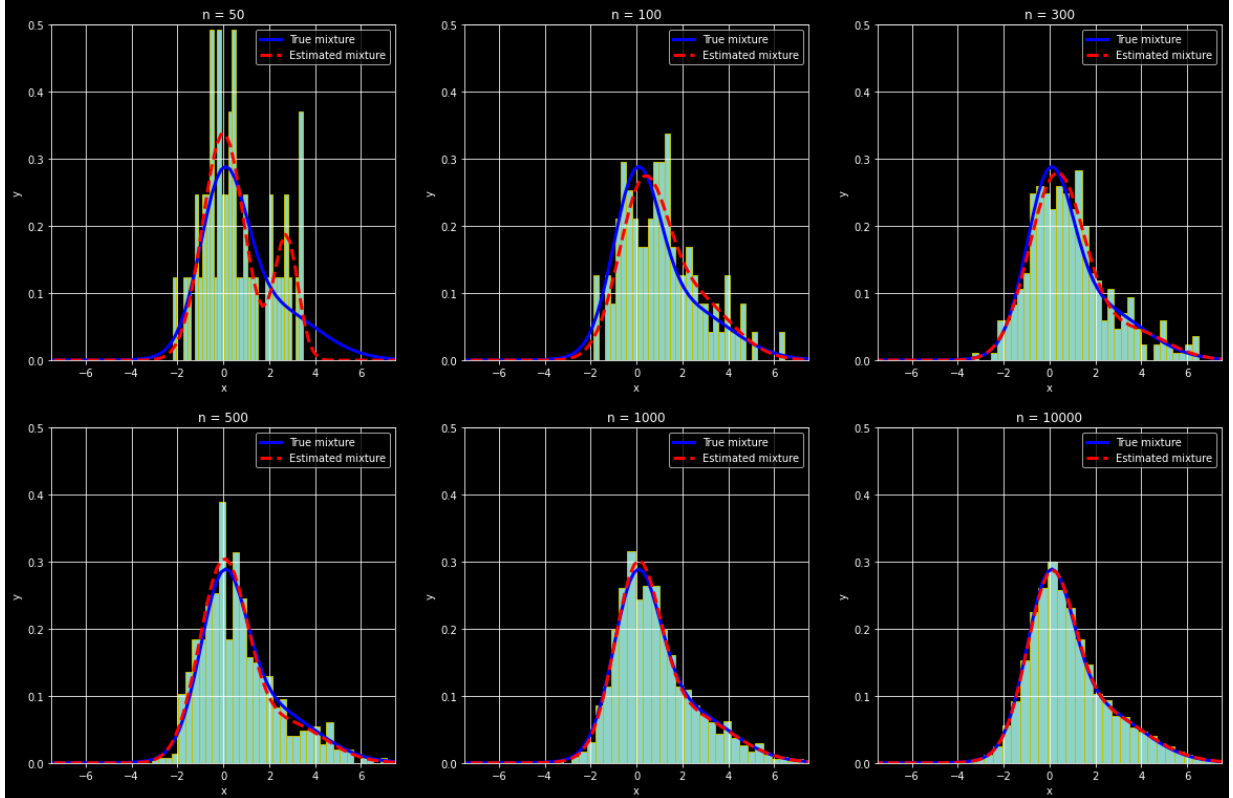 n = 50
0.5
0.4
0.3
0.2
0.1
0.0
y
−6 −4 −2 0 2 4 6
x
True mixture
Estimated mixture
n = 100
0.5
0.4
0.3
0.2
0.1
0.0
y
−6 −4 −2 0 2 4 6
x
True mixture
Estimated mixture
n = 300
0.5
0.4
0.3
0.2
0.1
0.0
y
−6 −4 −2 0 2 4 6
x
True mixture
Estimated mixture
n = 500
0.5
0.4
0.3
0.2
0.1
0.0
y
−6 −4 −2 0 2 4 6
x
True mixture
Estimated mixture
n = 1000
0.5
0.4
0.3
0.2
0.1
0.0
y
−6 −4 −2 0 2 4 6
x
True mixture
Estimated mixture
n = 10000
0.5
0.4
0.3
0.2
0.1
0.0
y
−6 −4 −2 0 2 4 6
x
True mixture
Estimated mixture